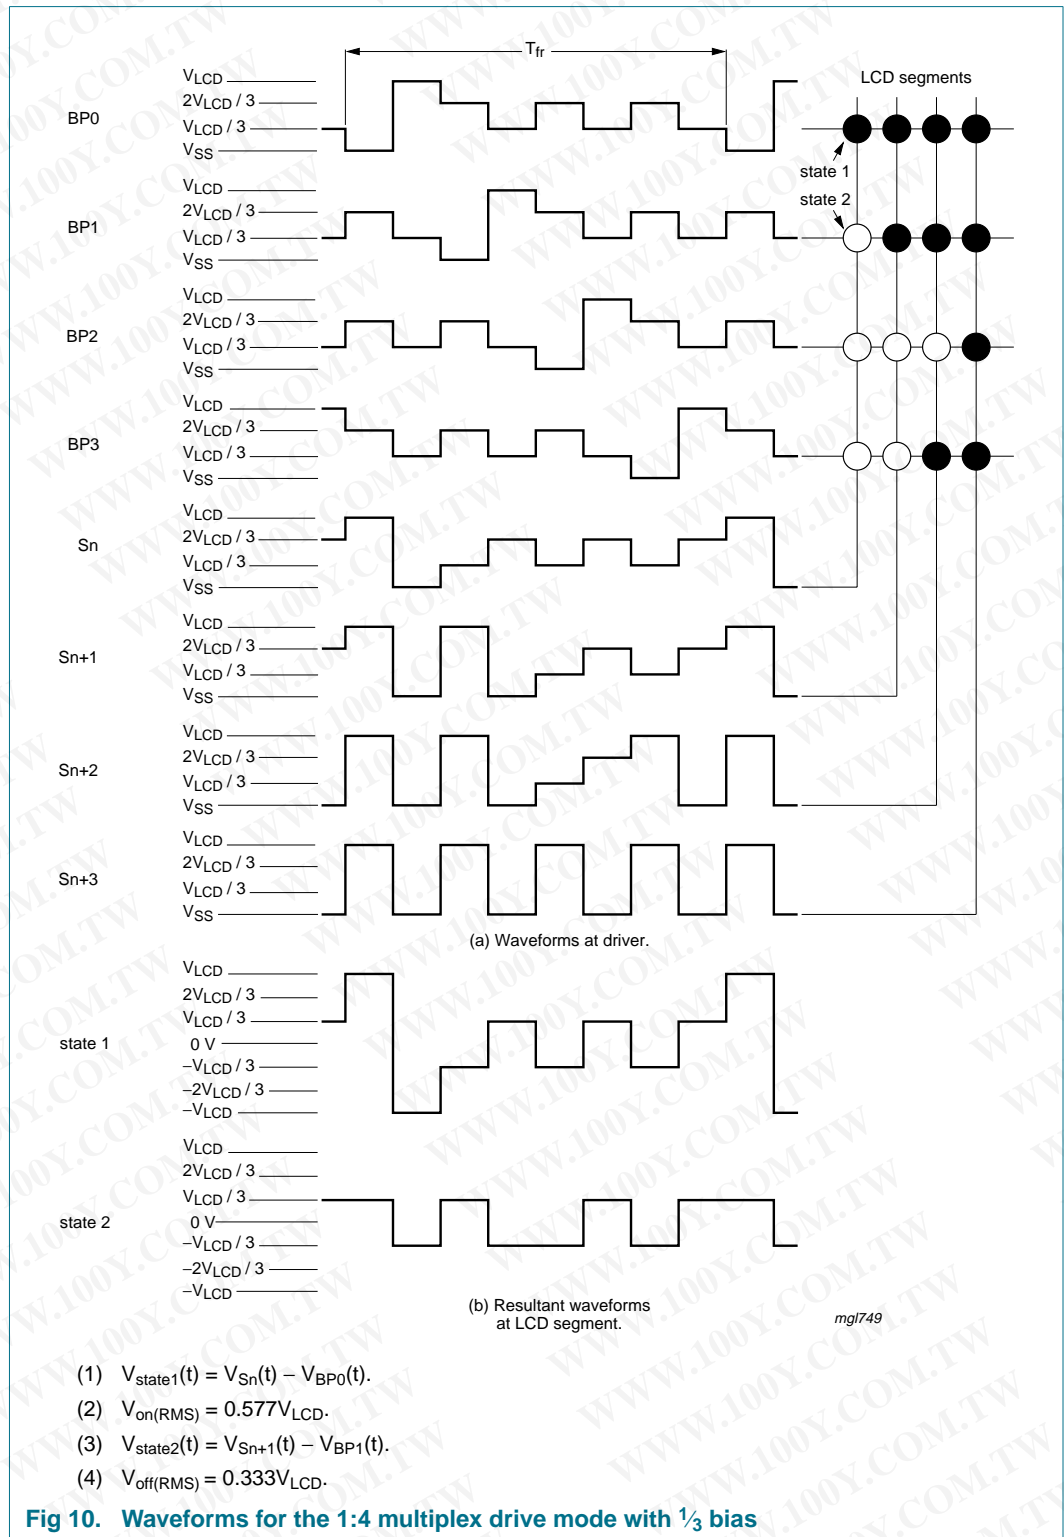 Tfr
LCD segments
BP0
VLCD
2VLCD / 3
VLCD / 3
VSS
state 1
state 2
BP1
VLCD
2VLCD / 3
VLCD / 3
VSS
BP2
VLCD
2VLCD / 3
VLCD / 3
VSS
BP3
VLCD
2VLCD / 3
VLCD / 3
VSS
Sn
VLCD
2VLCD / 3
VLCD / 3
VSS
Sn+1
VLCD
2VLCD / 3
VLCD / 3
VSS
Sn+2
VLCD
2VLCD / 3
VLCD / 3
VSS
Sn+3
VLCD
2VLCD / 3
VLCD / 3
VSS
(a) Waveforms at driver.
state 1
VLCD
2VLCD / 3
VLCD / 3
0 V
−VLCD / 3
−2VLCD / 3
−VLCD
state 2
VLCD
2VLCD / 3
VLCD / 3
0 V
−VLCD / 3
−2VLCD / 3
−VLCD
(b) Resultant waveforms
at LCD segment.
mgl749
(1) Vstate1(t) = VSn(t) − VBP0(t).
(2) Von(RMS) = 0.577VLCD.
(3) Vstate2(t) = VSn+1(t) − VBP1(t).
(4) Voff(RMS) = 0.333VLCD.
Fig 10. Waveforms for the 1:4 multiplex drive mode with 1⁄3 bias
WWW.100Y.COM.TW